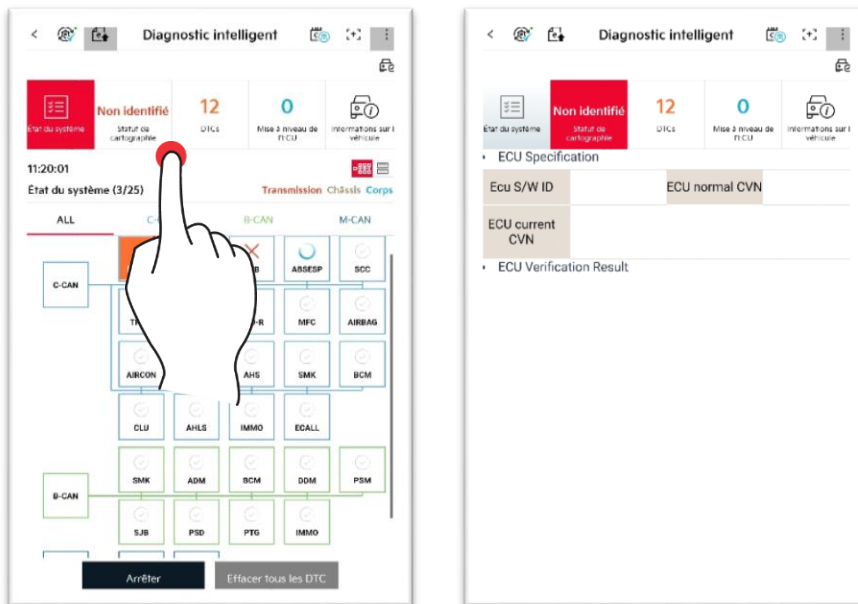 Diagnostic intelligent
État du système
Non identifié
Statut de
cartographie
12
DTCs
0
Mise à niveau de
l'ECU
Informations sur l
véhicule
11:20:01
État du système (3/25)
Transmission Châssis Corps
ALL
B-CAN
M-CAN
C-CAN
ABSESP
SCC
MFC
AIRBAG
AIRCON
AHS
SMK
BCM
CLU
AHLS
IMMO
ECALL
B-CAN
SMK
ADM
BCM
DDM
PSM
SJB
PSD
PTG
IMMO
Arrêter
Effacer tous les DTC
Diagnostic intelligent
État du système
Non identifié
Statut de
cartographie
12
DTCs
0
Mise à niveau de
l'ECU
Informations sur l
véhicule
ECU Specification
Ecu S/W ID
ECU normal CVN
ECU current
CVN
ECU Verification Result